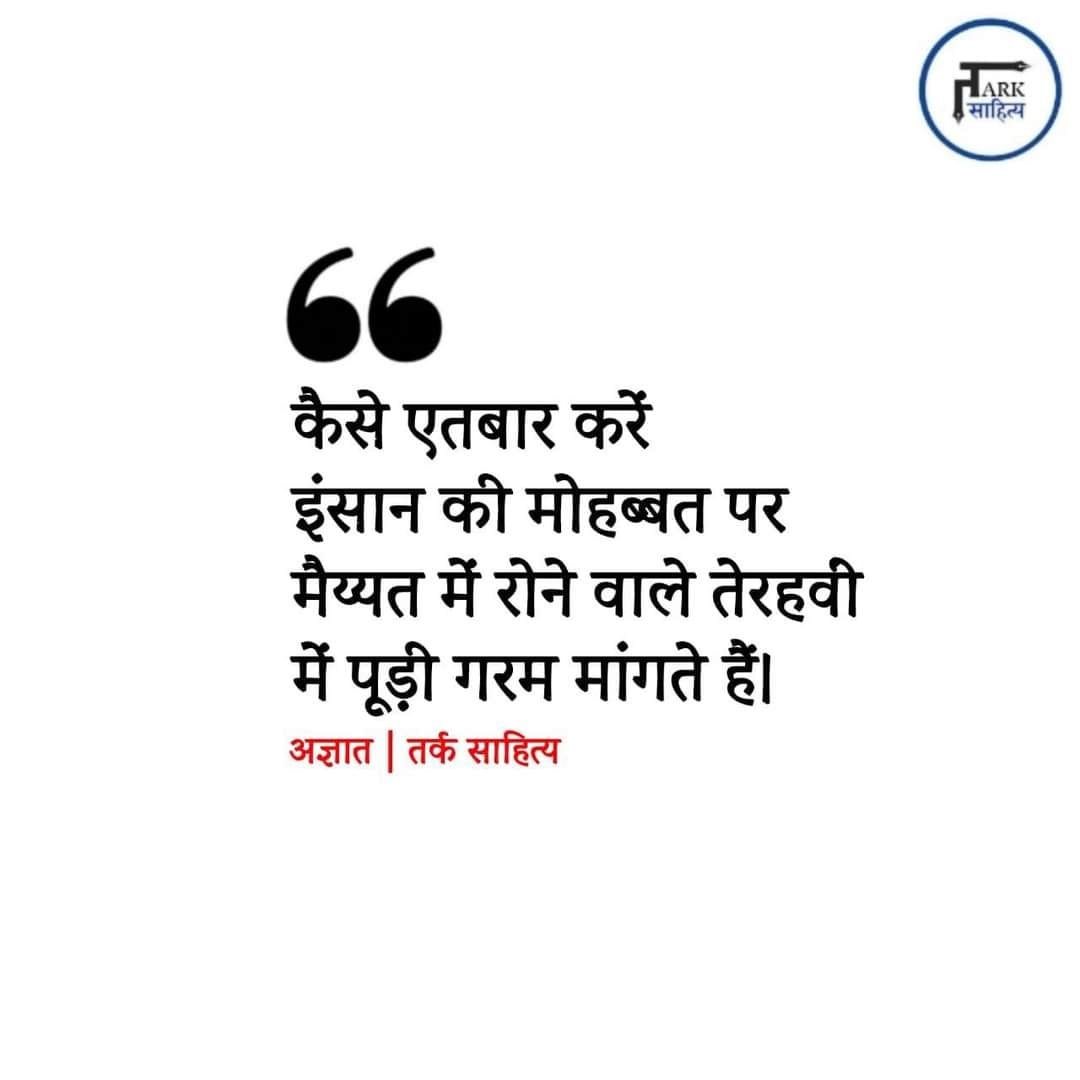 TARK
साहित्य
कैसे एतबार करें
इंसान की मोहब्बत पर
मैय्यत में रोने वाले तेरहवी
में पूड़ी गरम मांगते हैं।
अज्ञात | तर्क साहित्य